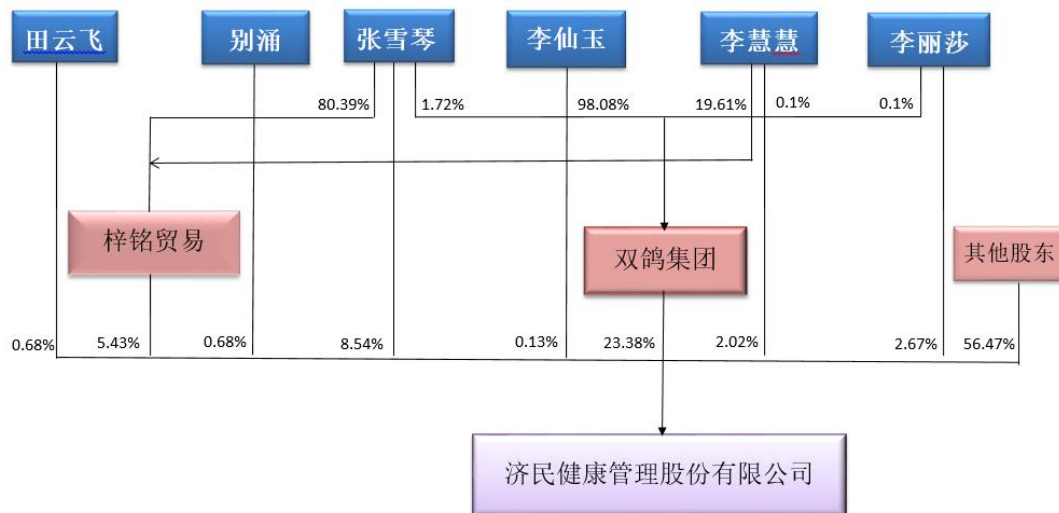 田云飞
别涌
张雪琴
李仙玉
李慧慧
李丽莎
80.39%
1.72%
98.08%
19.61%
0.1%
0.1%
梓铭贸易
双鸽集团
其他股东
0.68%
5.43%
0.68%
8.54%
0.13%
23.38%
2.02%
2.67%
56.47%
济民健康管理股份有限公司